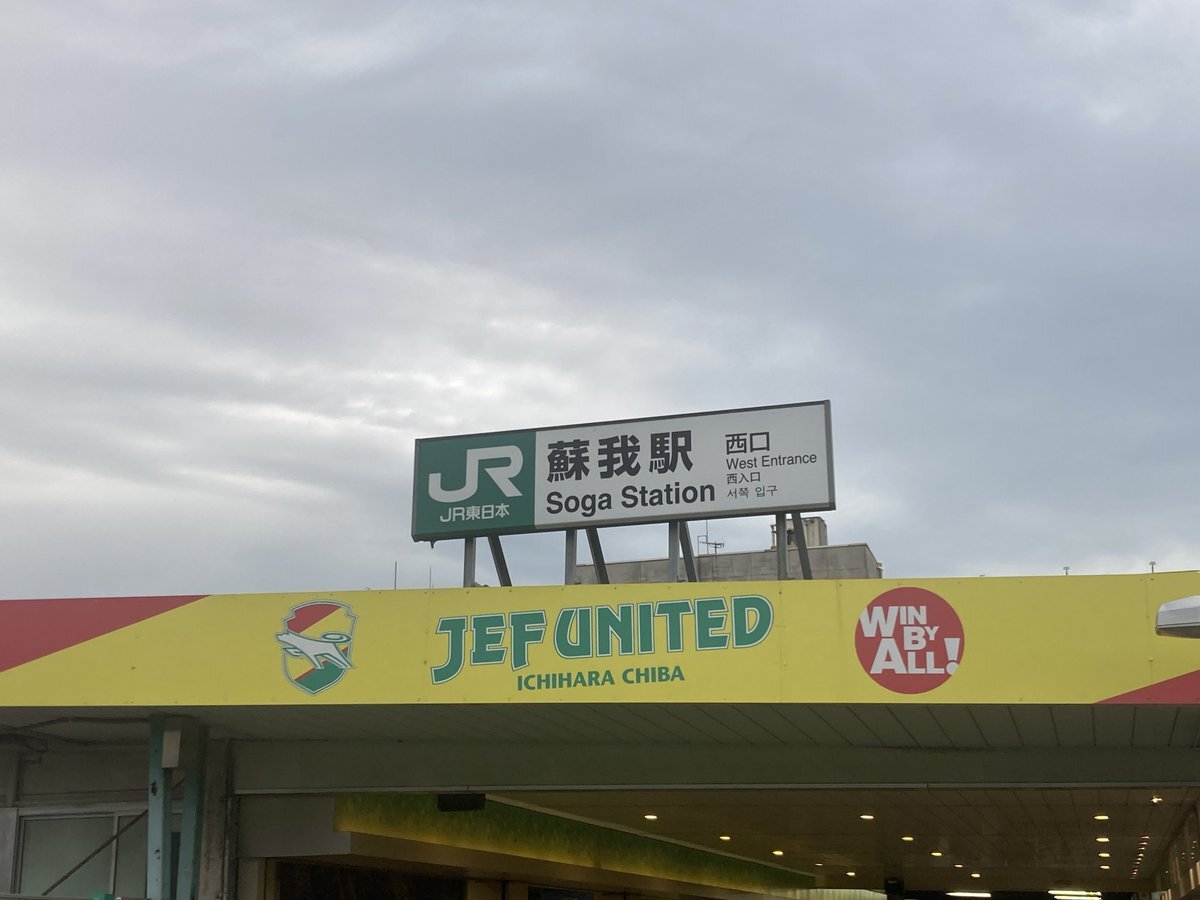 JR
JR東日本
蘇我駅
Soga Station
西口
West Entrance
西入口
서쪽 입구
JEF UNITED
ICHIHARA CHIBA
WIN
BY
ALL!